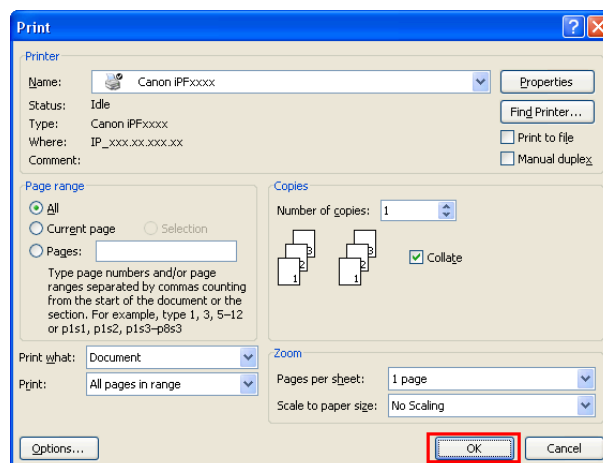 Print
Printer
Name: Canon iPFxxxx Properties
Status: Idle Find Printer...
Type: Canon iPFxxxx
Where: IP_xxx.xx.xxx.xx Print to file
Comment: Manual duplex
Page range
All
Current page Selection
Pages:
Type page numbers and/or page
ranges separated by commas counting
from the start of the document or the
section. For example, type 1, 3, 5–12
or p1s1, p1s2, p1s3–p8s3
Copies
Number of copies: 1
3 3
2 2
1 1
Collate
Print what: Document
Print: All pages in range
Zoom
Pages per sheet: 1 page
Scale to paper size: No Scaling
Options... OK Cancel